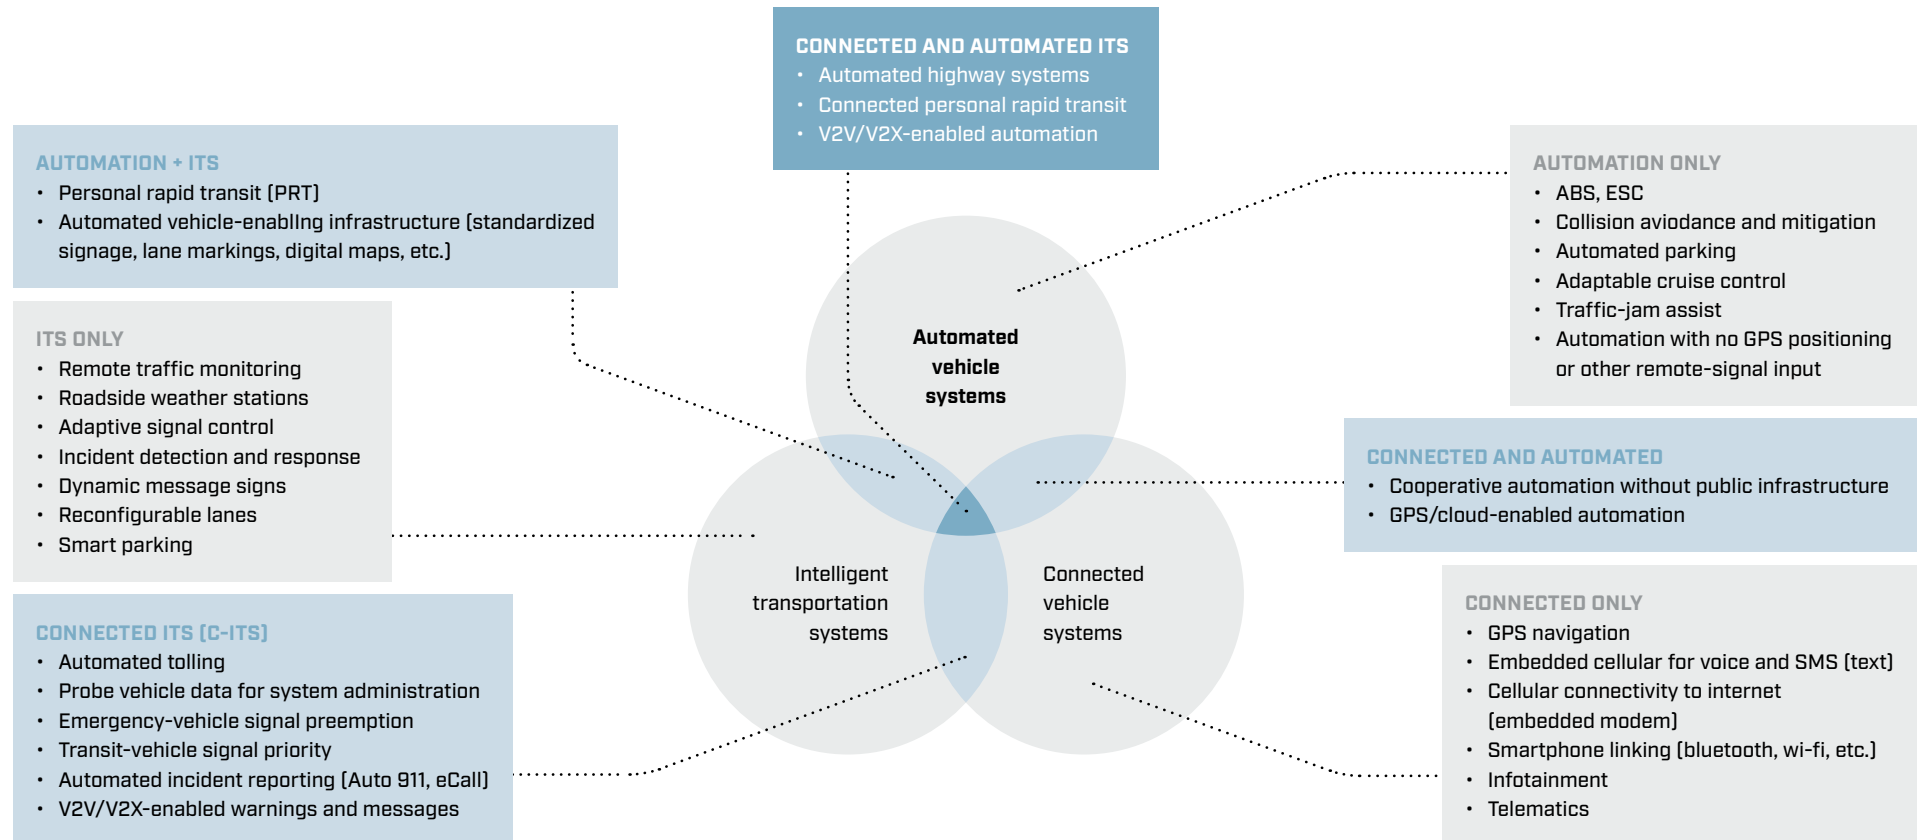 CONNECTED AND AUTOMATED ITS
• Automated highway systems
• Connected personal rapid transit
• V2V/V2X-enabled automation
AUTOMATION + ITS
• Personal rapid transit (PRT)
• Automated vehicle-enablIng infrastructure (standardized
signage, lane markings, digital maps, etc.)
ITS ONLY
• Remote traffic monitoring
• Roadside weather stations
• Adaptive signal control
• Incident detection and response
• Dynamic message signs
• Reconfigurable lanes
• Smart parking
CONNECTED ITS (C-ITS)
• Automated tolling
• Probe vehicle data for system administration
• Emergency-vehicle signal preemption
• Transit-vehicle signal priority
• Automated incident reporting (Auto 911, eCall)
• V2V/V2X-enabled warnings and messages
Automated
vehicle
systems
Intelligent
transportation
systems
Connected
vehicle
systems
AUTOMATION ONLY
• ABS, ESC
• Collision aviodance and mitigation
• Automated parking
• Adaptable cruise control
• Traffic-jam assist
• Automation with no GPS positioning
or other remote-signal input
CONNECTED AND AUTOMATED
• Cooperative automation without public infrastructure
• GPS/cloud-enabled automation
CONNECTED ONLY
• GPS navigation
• Embedded cellular for voice and SMS (text)
• Cellular connectivity to internet
(embedded modem)
• Smartphone linking (bluetooth, wi-fi, etc.)
• Infotainment
• Telematics